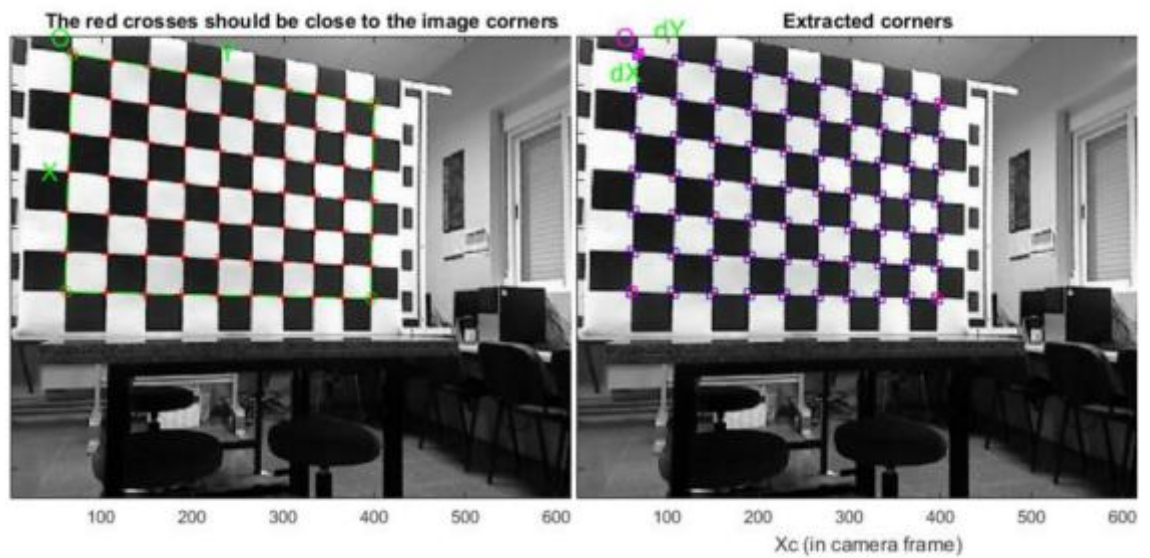 The red crosses should be close to the image corners
Extracted corners
O
Y
X
O
dY
dX
100 200 300 400 500 600
100 200 300 400 500 600
Xc (in camera frame)